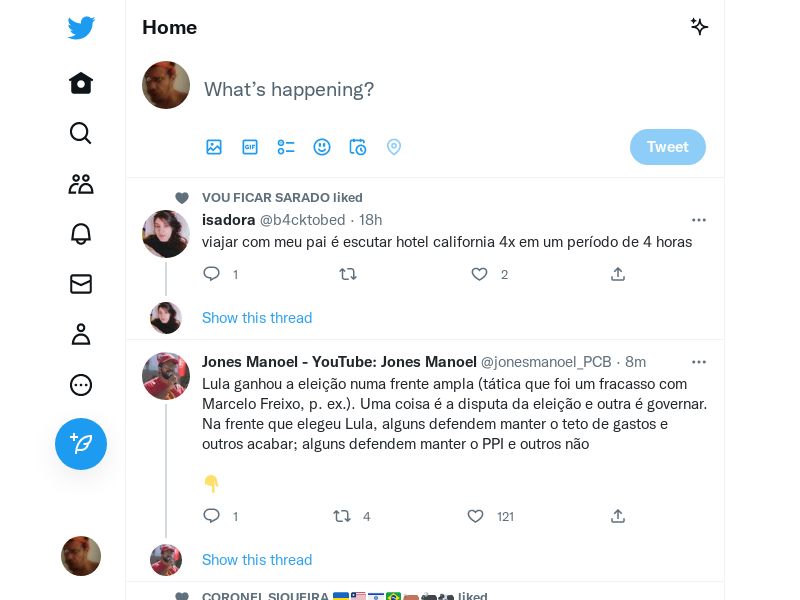 Home
What's happening?
GIF
Tweet
VOU FICAR SARADO liked
isadora @b4cktobed · 18h
viajar com meu pai é escutar hotel california 4x em um período de 4 horas
1 2
Show this thread
Jones Manoel - YouTube: Jones Manoel @jonesmanoel_PCB · 8m
Lula ganhou a eleição numa frente ampla (tática que foi um fracasso com
Marcelo Freixo, p. ex.). Uma coisa é a disputa da eleição e outra é governar.
Na frente que elegeu Lula, alguns defendem manter o teto de gastos e
outros acabar; alguns defendem manter o PPI e outros não
👇
1 4 121
Show this thread
CORONEL SIQUEIRA liked